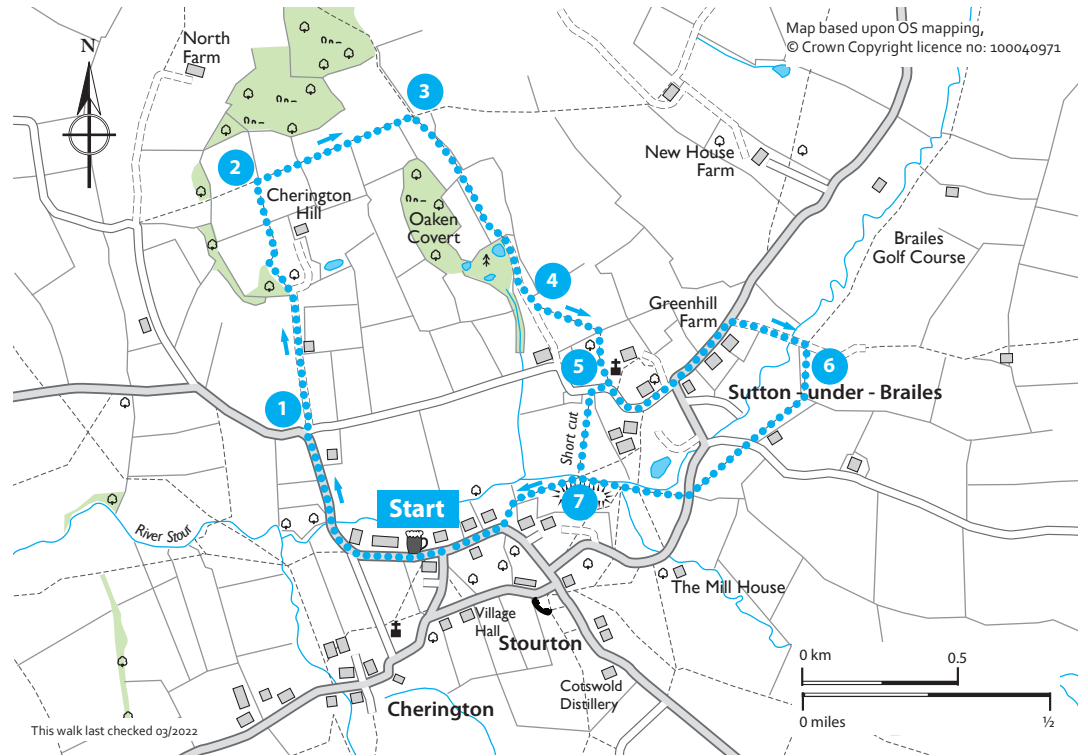 Map based upon OS mapping,
© Crown Copyright licence no: 100040971
N
North
Farm
3
2
New House
Farm
Cherington
Hill
Oaken
Covert
Brailes
Golf Course
4
Greenhill
Farm
5
6
Sutton - under - Brailes
1
Short cut
7
Start
River Stour
The Mill House
Village
Hall
Stourton
0 km
0.5
Cotswold
Distillery
Cherington
0 miles
½
This walk last checked 03/2022